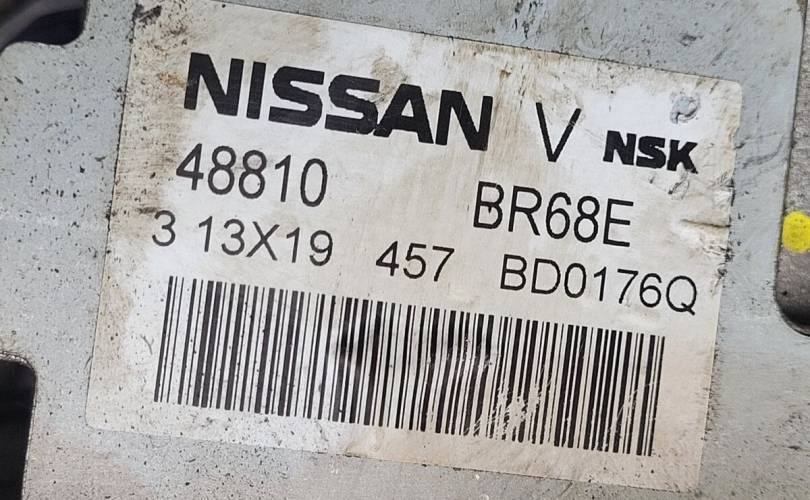 NISSAN V NSK
48810 BR68E
3 13X19 457 BD0176Q